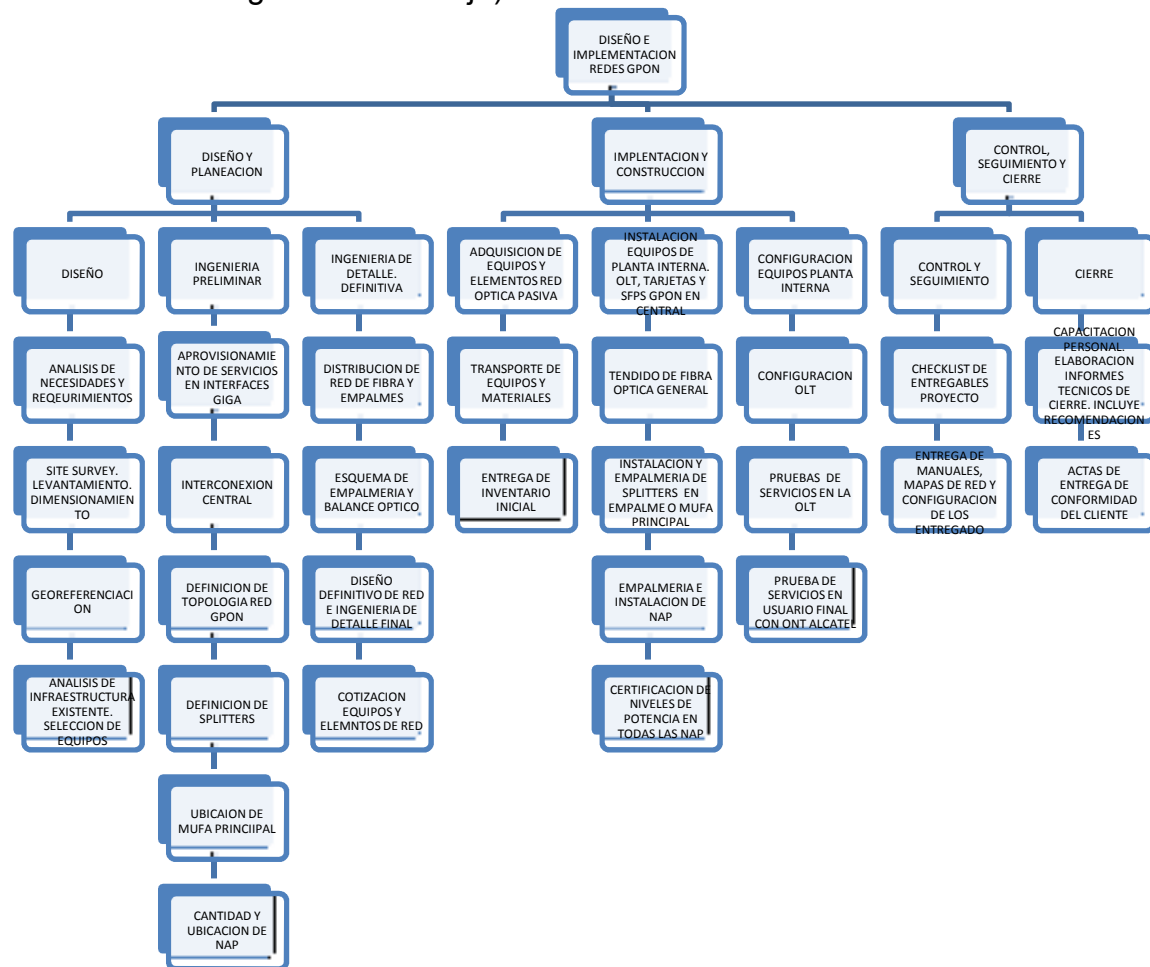 DISEÑO E
IMPLEMENTACION
REDES GPON
DISEÑO Y
PLANEACION
IMPLENTACION Y
CONSTRUCCION
CONTROL,
SEGUIMIENTO Y
CIERRE
DISEÑO
INGENIERIA
PRELIMINAR
INGENIERIA DE
DETALLE.
DEFINITIVA
ADQUISICION DE
EQUIPOS Y
ELEMENTOS RED
OPTICA PASIVA
INSTALACION
EQUIPOS DE
PLANTA INTERNA.
OLT, TARJETAS Y
SFPS GPON EN
CENTRAL
CONFIGURACION
EQUIPOS PLANTA
INTERNA
CONTROL Y
SEGUIMIENTO
CIERRE
ANALISIS DE
NECESIDADES Y
REQEURIMIENTOS
APROVISIONAMIE
NTO DE SERVICIOS
EN INTERFACES
GIGA
DISTRIBUCION DE
RED DE FIBRA Y
EMPALMES
TRANSPORTE DE
EQUIPOS Y
MATERIALES
TENDIDO DE FIBRA
OPTICA GENERAL
CONFIGURACION
OLT
CHECKLIST DE
ENTREGABLES
PROYECTO
CAPACITACION
PERSONAL.
ELABORACION
INFORMES
TECNICOS DE
CIERRE. INCLUYE
RECOMENDACION
ES
SITE SURVEY.
LEVANTAMIENTO.
DIMENSIONAMIEN
TO
INTERCONEXION
CENTRAL
ESQUEMA DE
EMPALMERIA Y
BALANCE OPTICO
ENTREGA DE
INVENTARIO
INICIAL
INSTALACION Y
EMPALMERIA DE
SPLITTERS EN
EMPALME O MUFA
PRINCIPAL
PRUEBAS DE
SERVICIOS EN LA
OLT
ENTREGA DE
MANUALES,
MAPAS DE RED Y
CONFIGURACION
DE LOS
ENTREGADO
ACTAS DE
ENTREGA DE
CONFORMIDAD
DEL CLIENTE
GEOREFERENCIACI
ON
DEFINICION DE
TOPOLOGIA RED
GPON
DISEÑO
DEFINITIVO DE RED
E INGENIERIA DE
DETALLE FINAL
EMPALMERIA E
INSTALACION DE
NAP
PRUEBA DE
SERVICIOS EN
USUARIO FINAL
CON ONT ALCATEL
ANALISIS DE
INFRAESTRUCTURA
EXISTENTE.
SELECCION DE
EQUIPOS
DEFINICION DE
SPLITTERS
COTIZACION
EQUIPOS Y
ELEMNTOS DE RED
CERTIFICACION DE
NIVELES DE
POTENCIA EN
TODAS LAS NAP
UBICAION DE
MUFA PRINCIIPAL
CANTIDAD Y
UBICACION DE
NAP